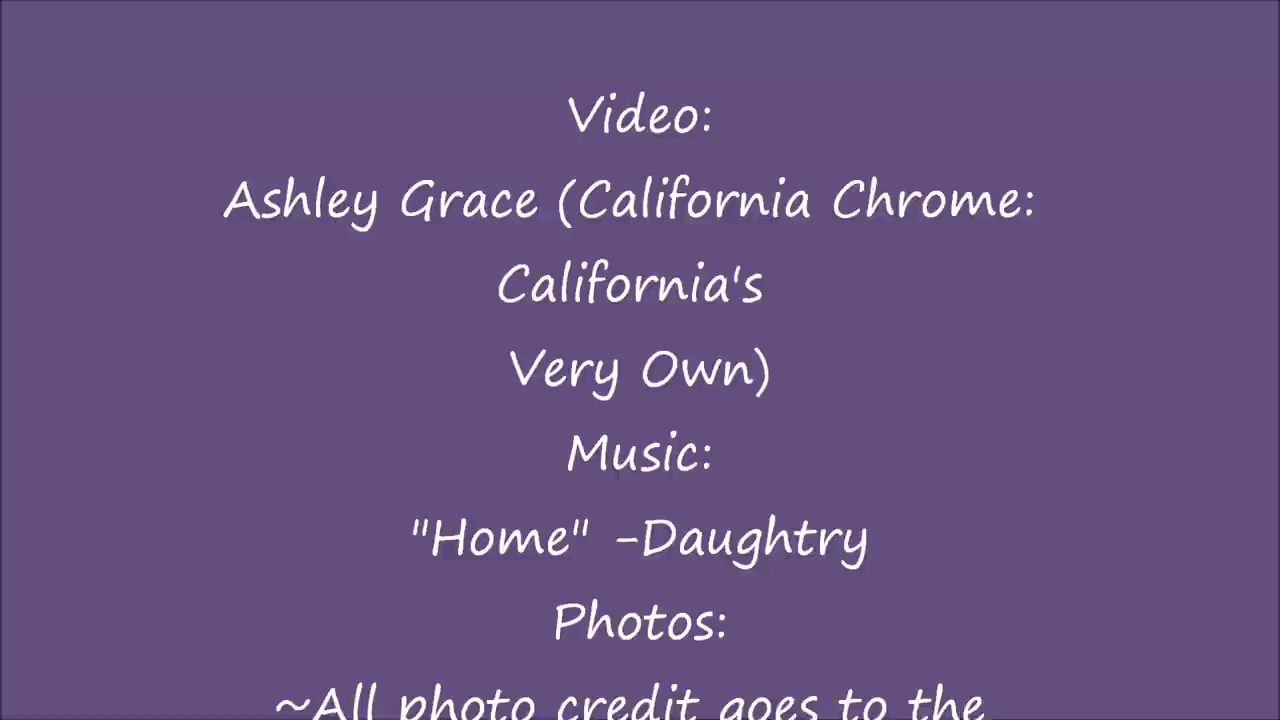 Video:
Ashley Grace (California Chrome:
California's
Very Own)
Music:
"Home" -Daughtry
Photos:
~All photo credit goes to the